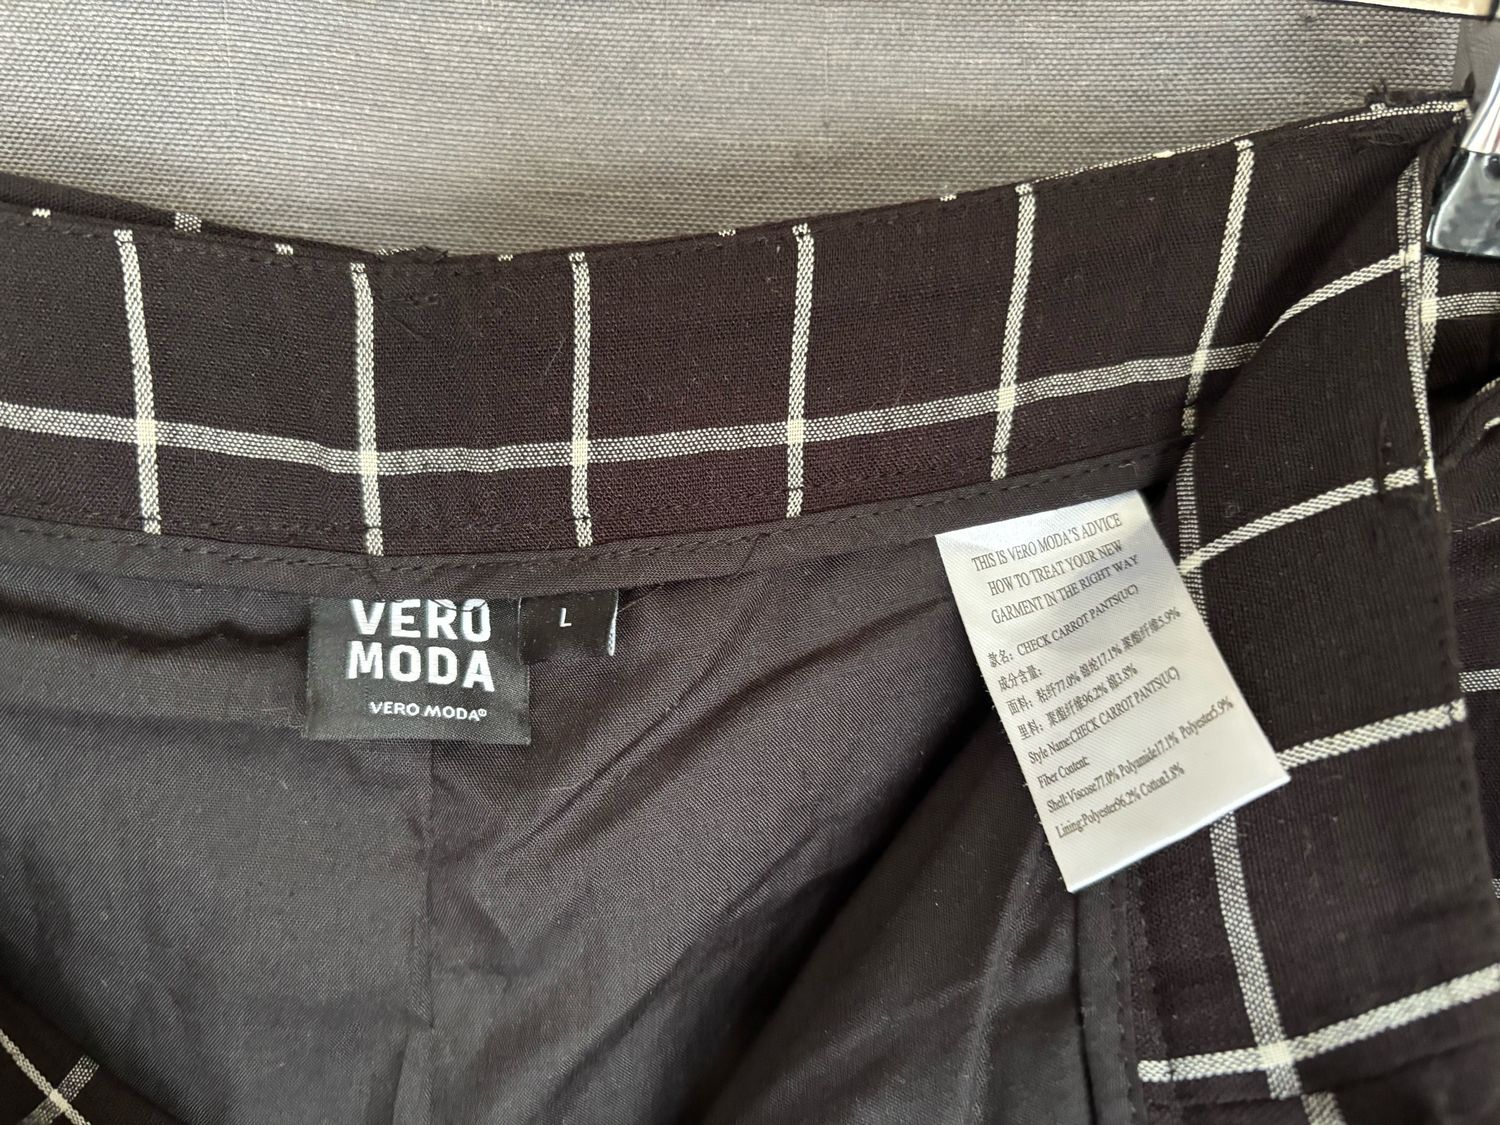 VERO
MODA
VERO MODA®
L
THIS IS VERO MODA'S ADVICE
HOW TO TREAT YOUR NEW
GARMENT IN THE RIGHT WAY
款名：CHECK CARROT PANTS(UC)
成分含量：
面料：粘纤77.0% 锦纶17.1% 聚酯纤维5.9%
里料：聚酯纤维96.2% 棉3.8%
Style Name:CHECK CARROT PANTS(UC)
Fiber Content:
Shell:Viscose77.0% Polyamide17.1% Polyester5.9%
Lining:Polyester96.2% Cotton3.8%